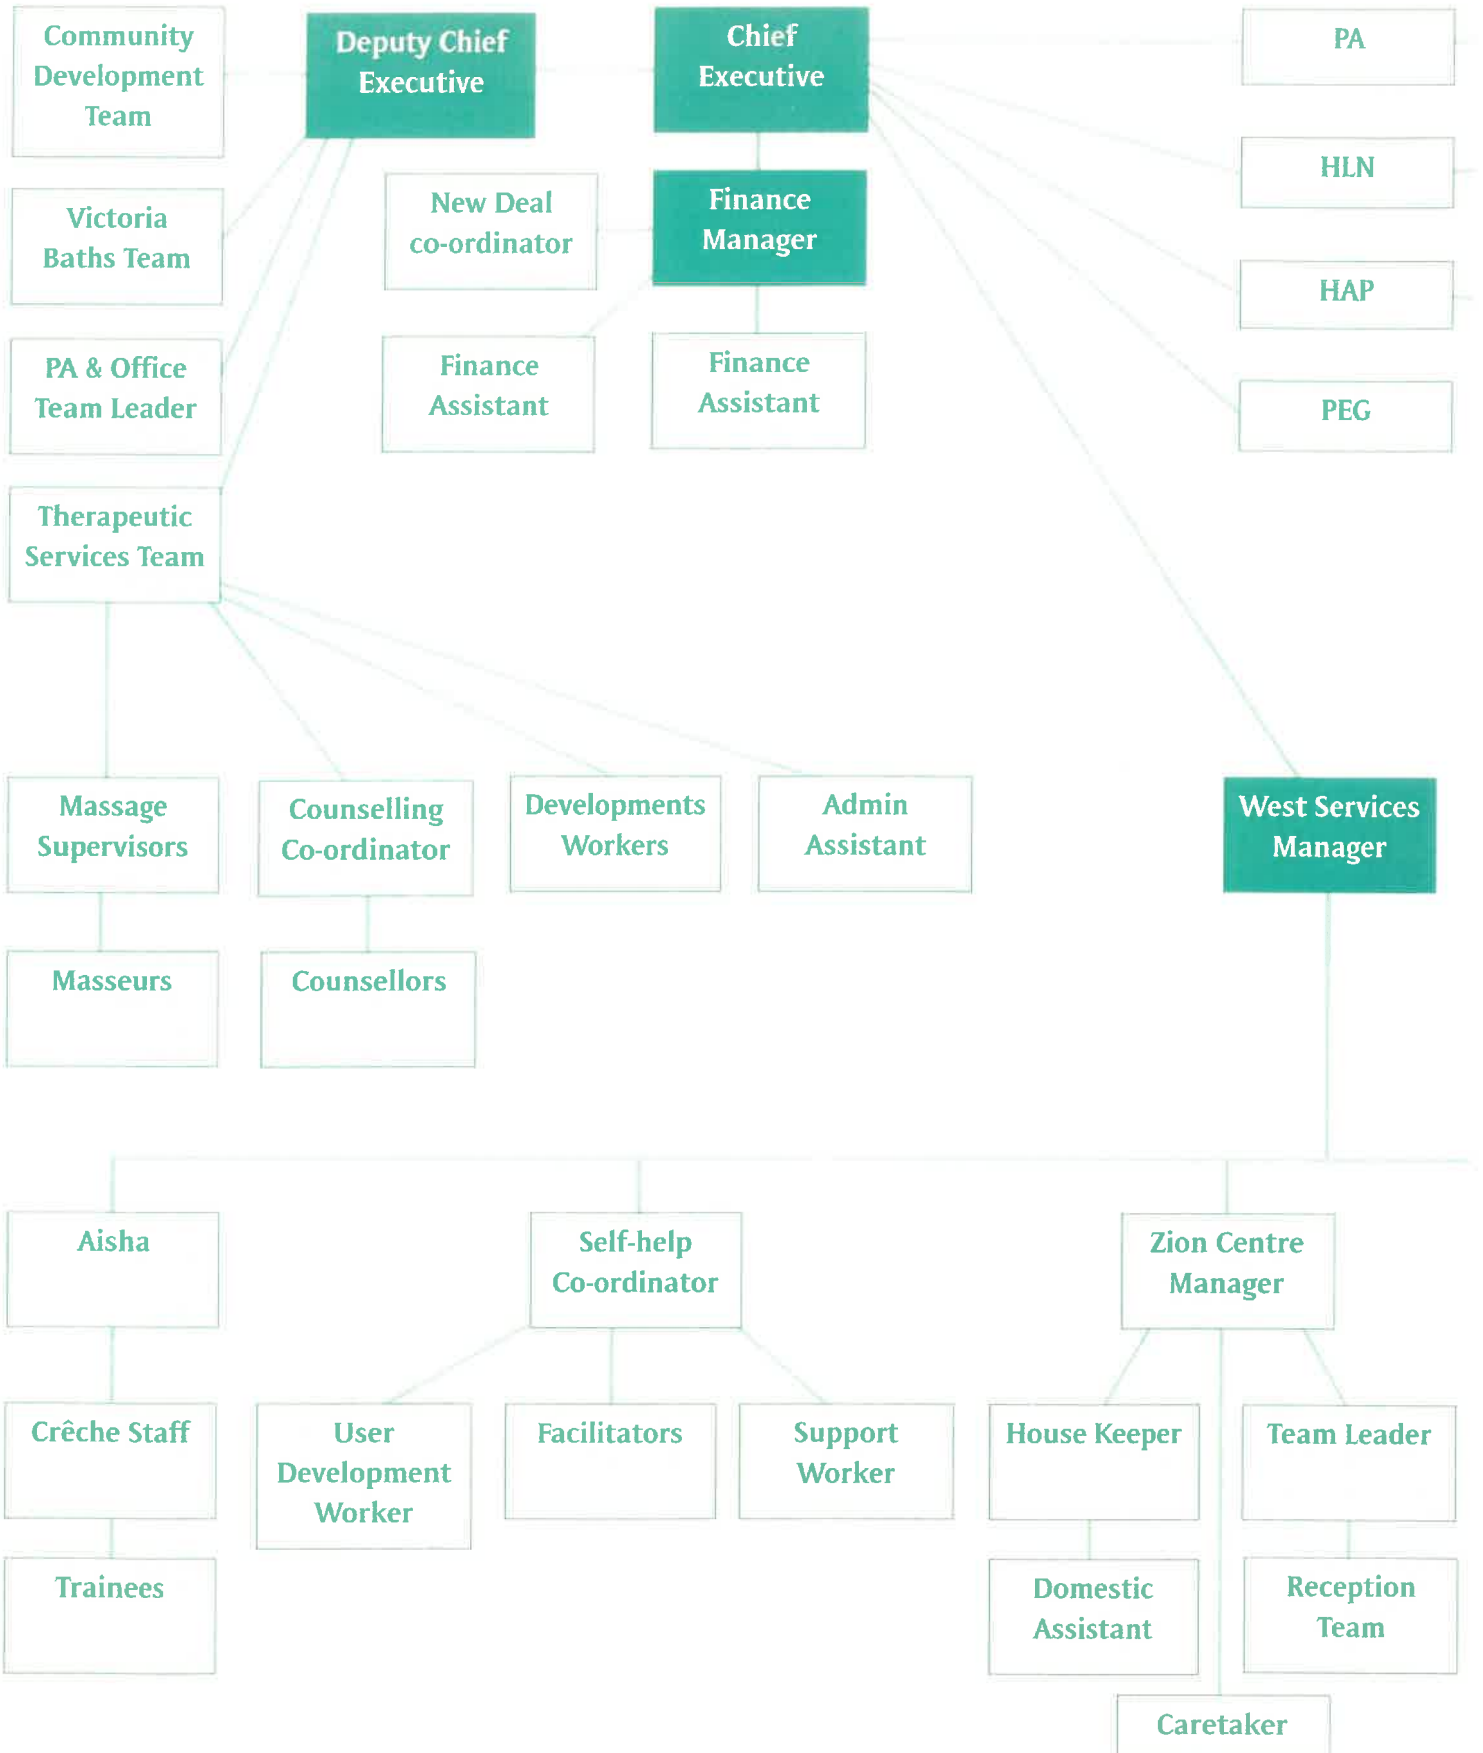 Community
Development
Team
Deputy Chief
Executive
Chief
Executive
PA
HLN
Victoria
Baths Team
New Deal
co-ordinator
Finance
Manager
HAP
PA & Office
Team Leader
Finance
Assistant
Finance
Assistant
PEG
Therapeutic
Services Team
Massage
Supervisors
Counselling
Co-ordinator
Developments
Workers
Admin
Assistant
West Services
Manager
Masseurs
Counsellors
Aisha
Self-help
Co-ordinator
Zion Centre
Manager
Crêche Staff
User
Development
Worker
Facilitators
Support
Worker
House Keeper
Team Leader
Trainees
Domestic
Assistant
Reception
Team
Caretaker